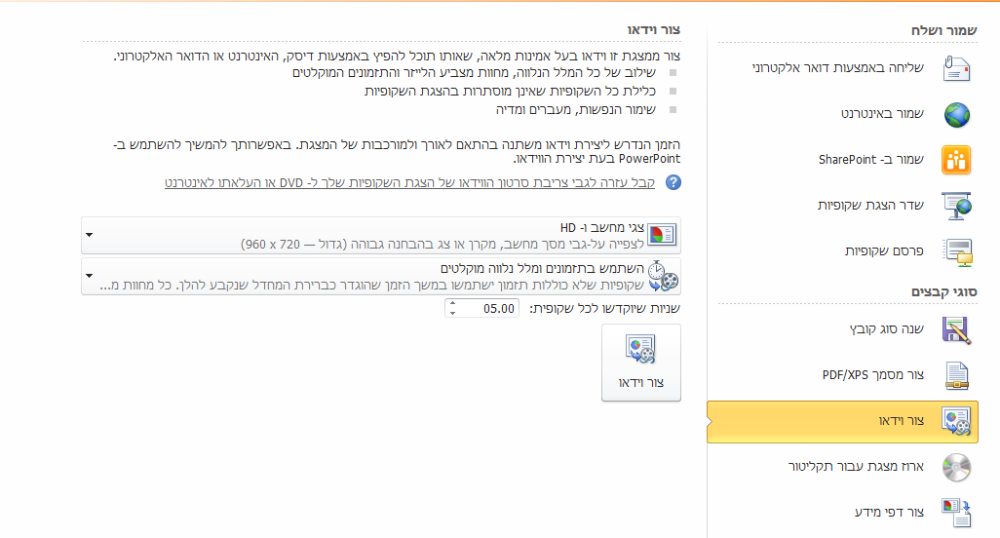 שמור ושלח
שליחה באמצעות דואר אלקטרוני
שמור באינטרנט
שמור ב- SharePoint
שדר הצגת שקופיות
פרסם שקופיות
סוגי קבצים
שנה סוג קובץ
צור מסמך PDF/XPS
צור וידאו
ארוז מצגת עבור תקליטור
צור דפי מידע
צור וידאו
צור ממצגת זו וידאו בעל אמינות מלאה, שאותו תוכל להפיץ באמצעות דיסק, האינטרנט או הדואר האלקטרוני.
שילוב של כל המלל הנלווה, מחוות מצביע הלייזר והתזמונים המוקלטים
כלילת כל השקופיות שאינן מוסתרות בהצגת השקופיות
שימור הנפשות, מעברים ומדיה
הזמן הנדרש ליצירת וידאו משתנה בהתאם לאורך ולמורכבות של המצגת. באפשרותך להמשיך להשתמש ב-
PowerPoint בעת יצירת הווידאו.
קבל עזרה לגבי צריבת סרטון הווידאו של הצגת השקופיות שלך ל- DVD או העלאתו לאינטרנט
צגי מחשב ו- HD
לצפייה על-גבי מסך מחשב, מקרן או צג בהבחנה גבוהה (גדול — 720 x 960)
השתמש בתזמונים ומלל נלווה מוקלטים
שקופיות שלא כוללות תזמון ישתמשו במשך הזמן שהוגדר כברירת המחדל שנקבע להלך. כל מחוות מ...
שניות שיוקדשו לכל שקופית: 05.00
צור וידאו